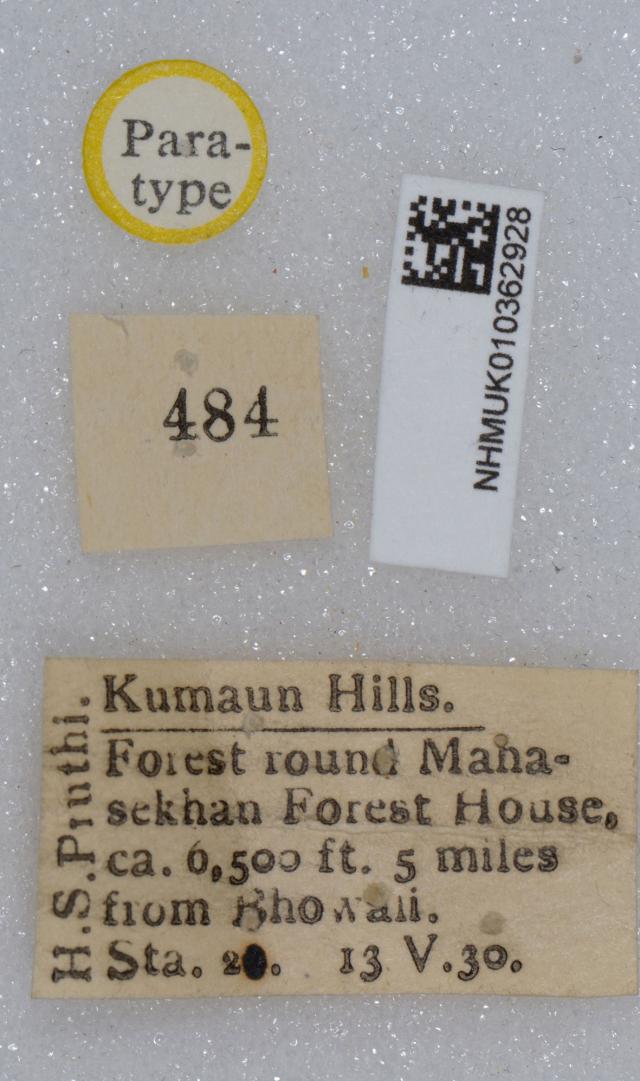 Para-
type
NHMUK010362928
484
H.S.Pruthi.
Kumaun Hills.
Forest round Maha-
sekhan Forest House,
ca. 6,500 ft. 5 miles
from Bhowali.
Sta. 13 V.30.